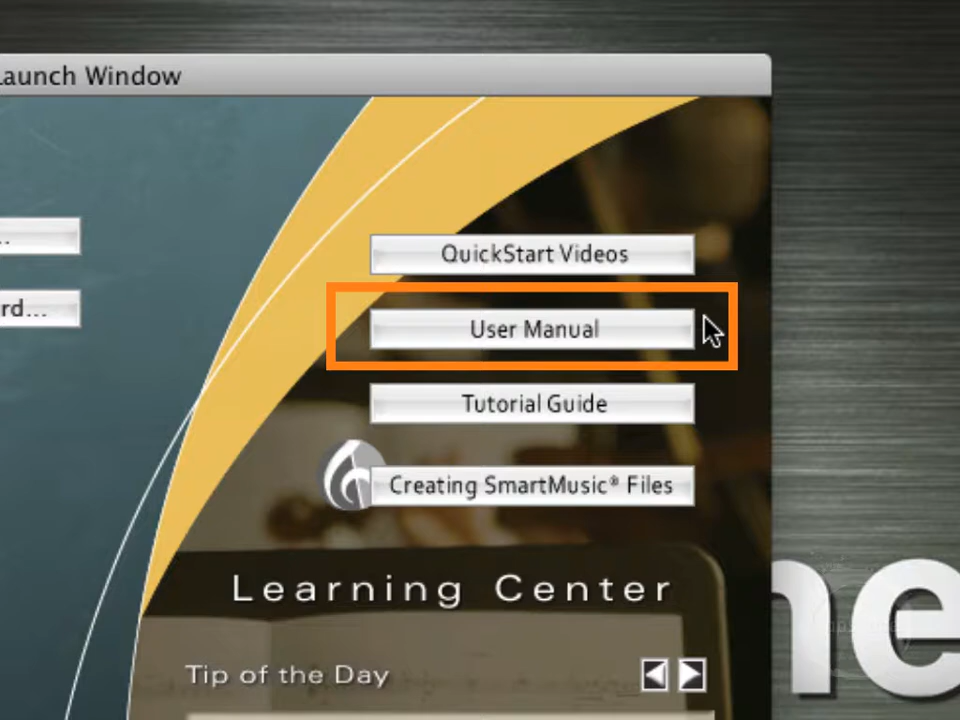 Launch Window
QuickStart Videos
...
User Manual
rd...
Tutorial Guide
Creating SmartMusic® Files
Learning Center
ne
Tip of the Day